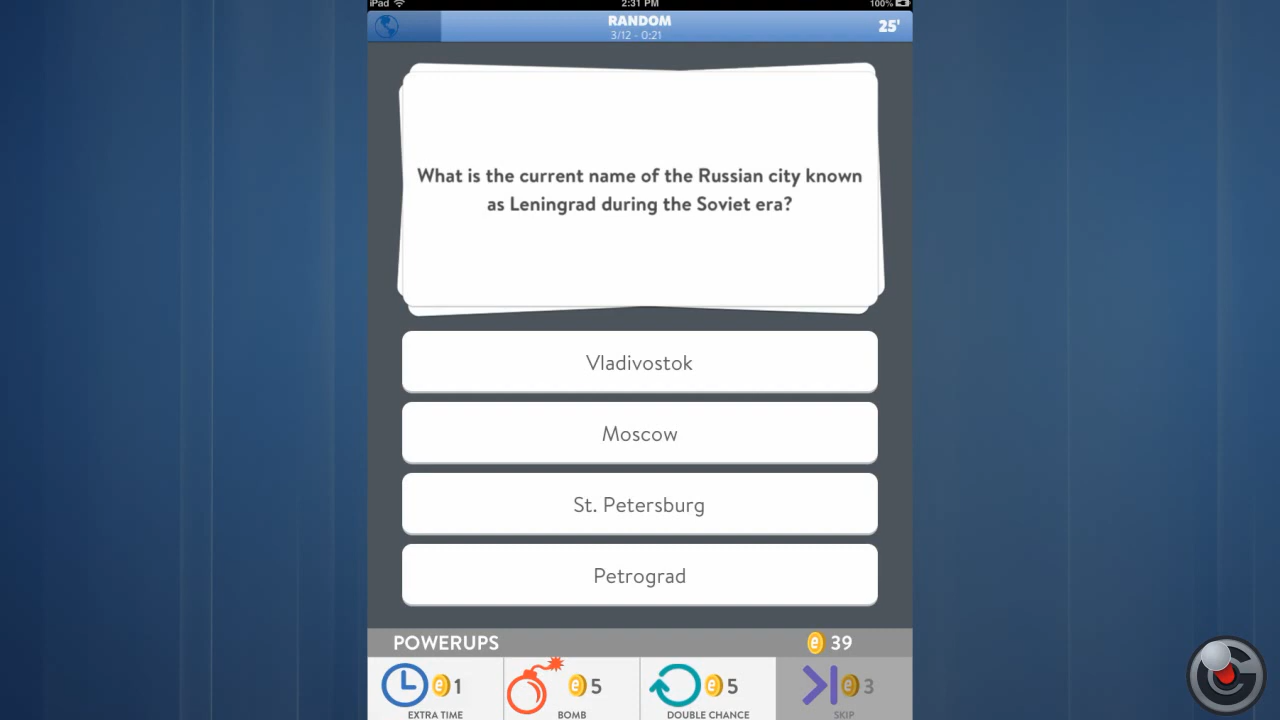 iPad
2:31 PM
100%
RANDOM
3/12 - 0:21
25'
What is the current name of the Russian city known
as Leningrad during the Soviet era?
Vladivostok
Moscow
St. Petersburg
Petrograd
POWERUPS
e 39
e 1
e 5
e 5
e 3
EXTRA TIME
BOMB
DOUBLE CHANCE
SKIP